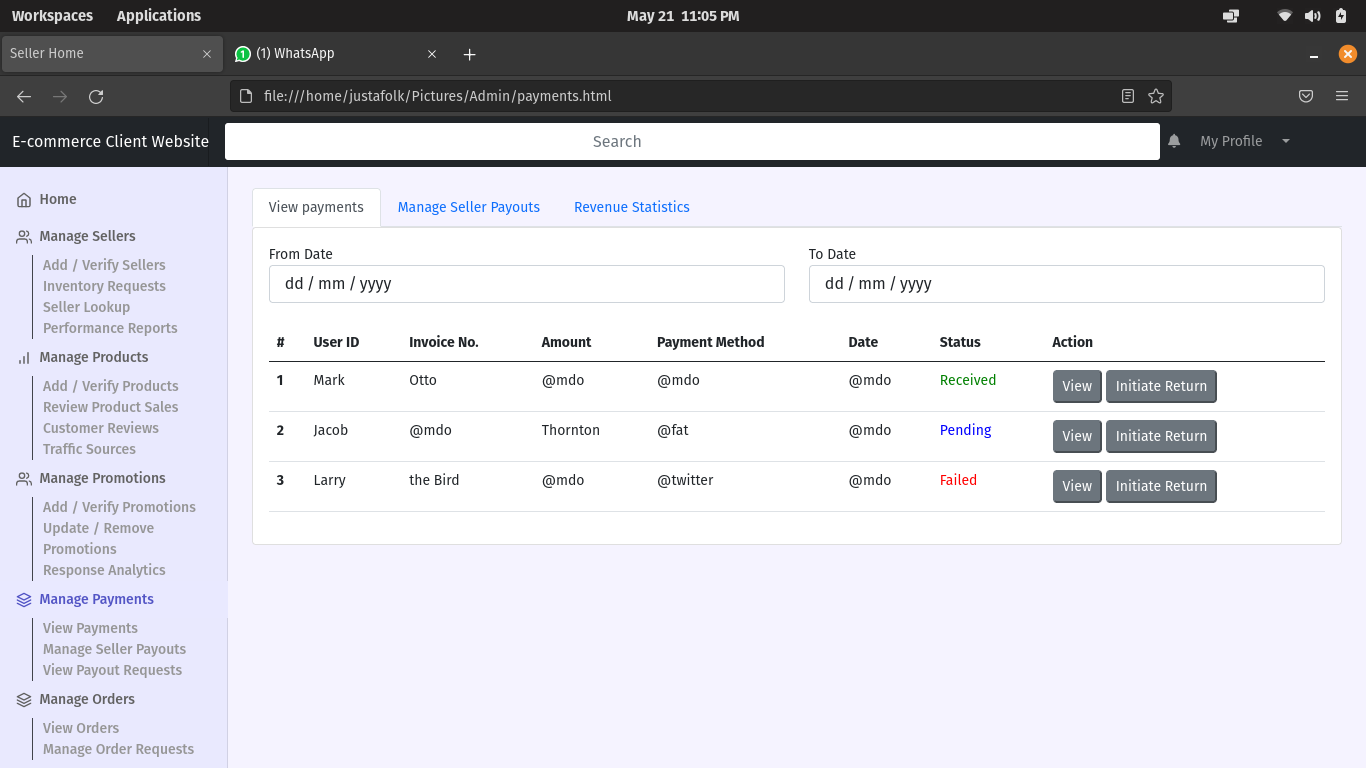 Workspaces Applications May 21 11:05 PM
Seller Home 1 (1) WhatsApp
file:///home/justafolk/Pictures/Admin/payments.html
E-commerce Client Website Search My Profile
Home
Manage Sellers
Add / Verify Sellers
Inventory Requests
Seller Lookup
Performance Reports
Manage Products
Add / Verify Products
Review Product Sales
Customer Reviews
Traffic Sources
Manage Promotions
Add / Verify Promotions
Update / Remove
Promotions
Response Analytics
Manage Payments
View Payments
Manage Seller Payouts
View Payout Requests
Manage Orders
View Orders
Manage Order Requests
View payments Manage Seller Payouts Revenue Statistics
From Date To Date
dd / mm / yyyy dd / mm / yyyy
# User ID Invoice No. Amount Payment Method Date Status Action
1 Mark Otto @mdo @mdo @mdo Received View Initiate Return
2 Jacob @mdo Thornton @fat @mdo Pending View Initiate Return
3 Larry the Bird @mdo @twitter @mdo Failed View Initiate Return